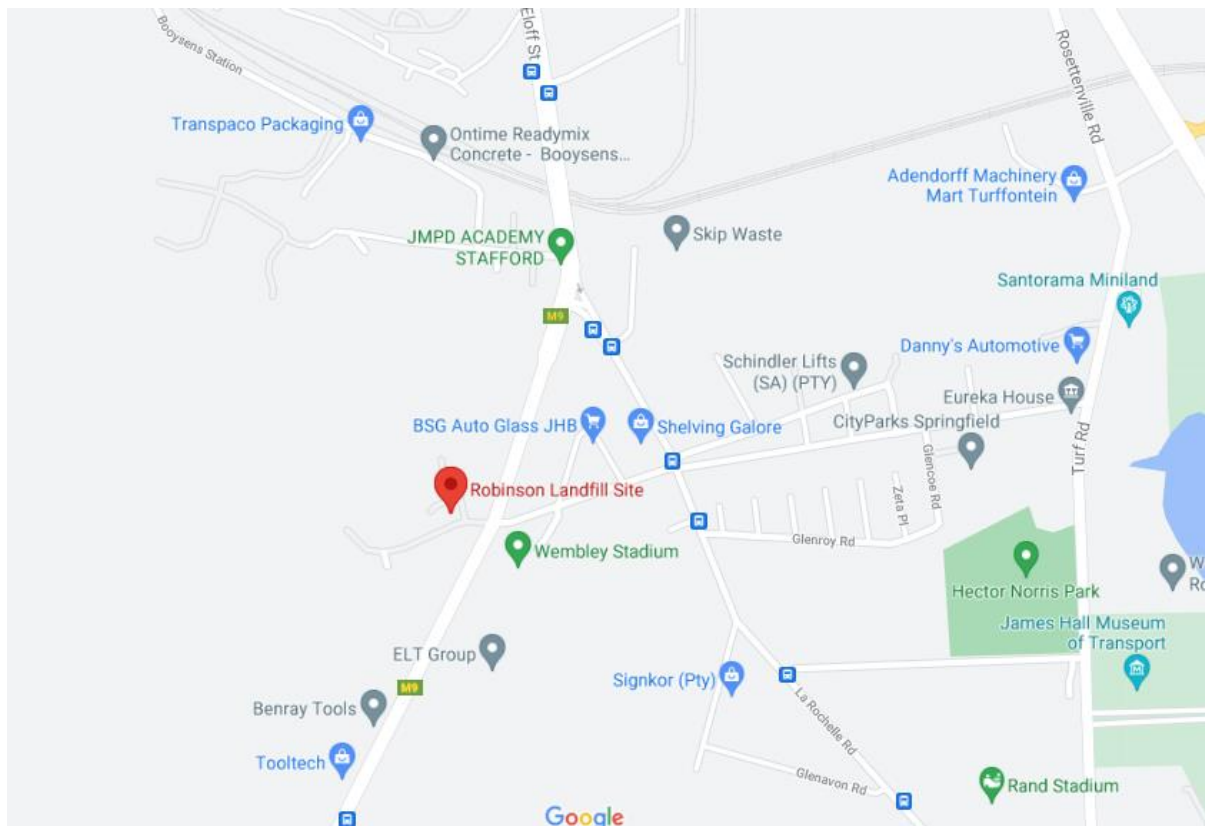 Eloff St
Booysens Station
Rosettenville Rd
Transpaco Packaging
Ontime Readymix
Concrete - Booysens...
Adendorff Machinery
Mart Turffontein
JMPD ACADEMY
STAFFORD
Skip Waste
Santorama Miniland
M9
Danny's Automotive
Schindler Lifts
(SA) (PTY)
Eureka House
BSG Auto Glass JHB
Shelving Galore
CityParks Springfield
Glencoe Rd
Turf Rd
Robinson Landfill Site
Zeta Pl
Wembley Stadium
Glenroy Rd
W
Ro
Hector Norris Park
James Hall Museum
of Transport
ELT Group
Signkor (Pty)
M9
Benray Tools
La Rochelle Rd
Tooltech
Glenavon Rd
Rand Stadium
Google